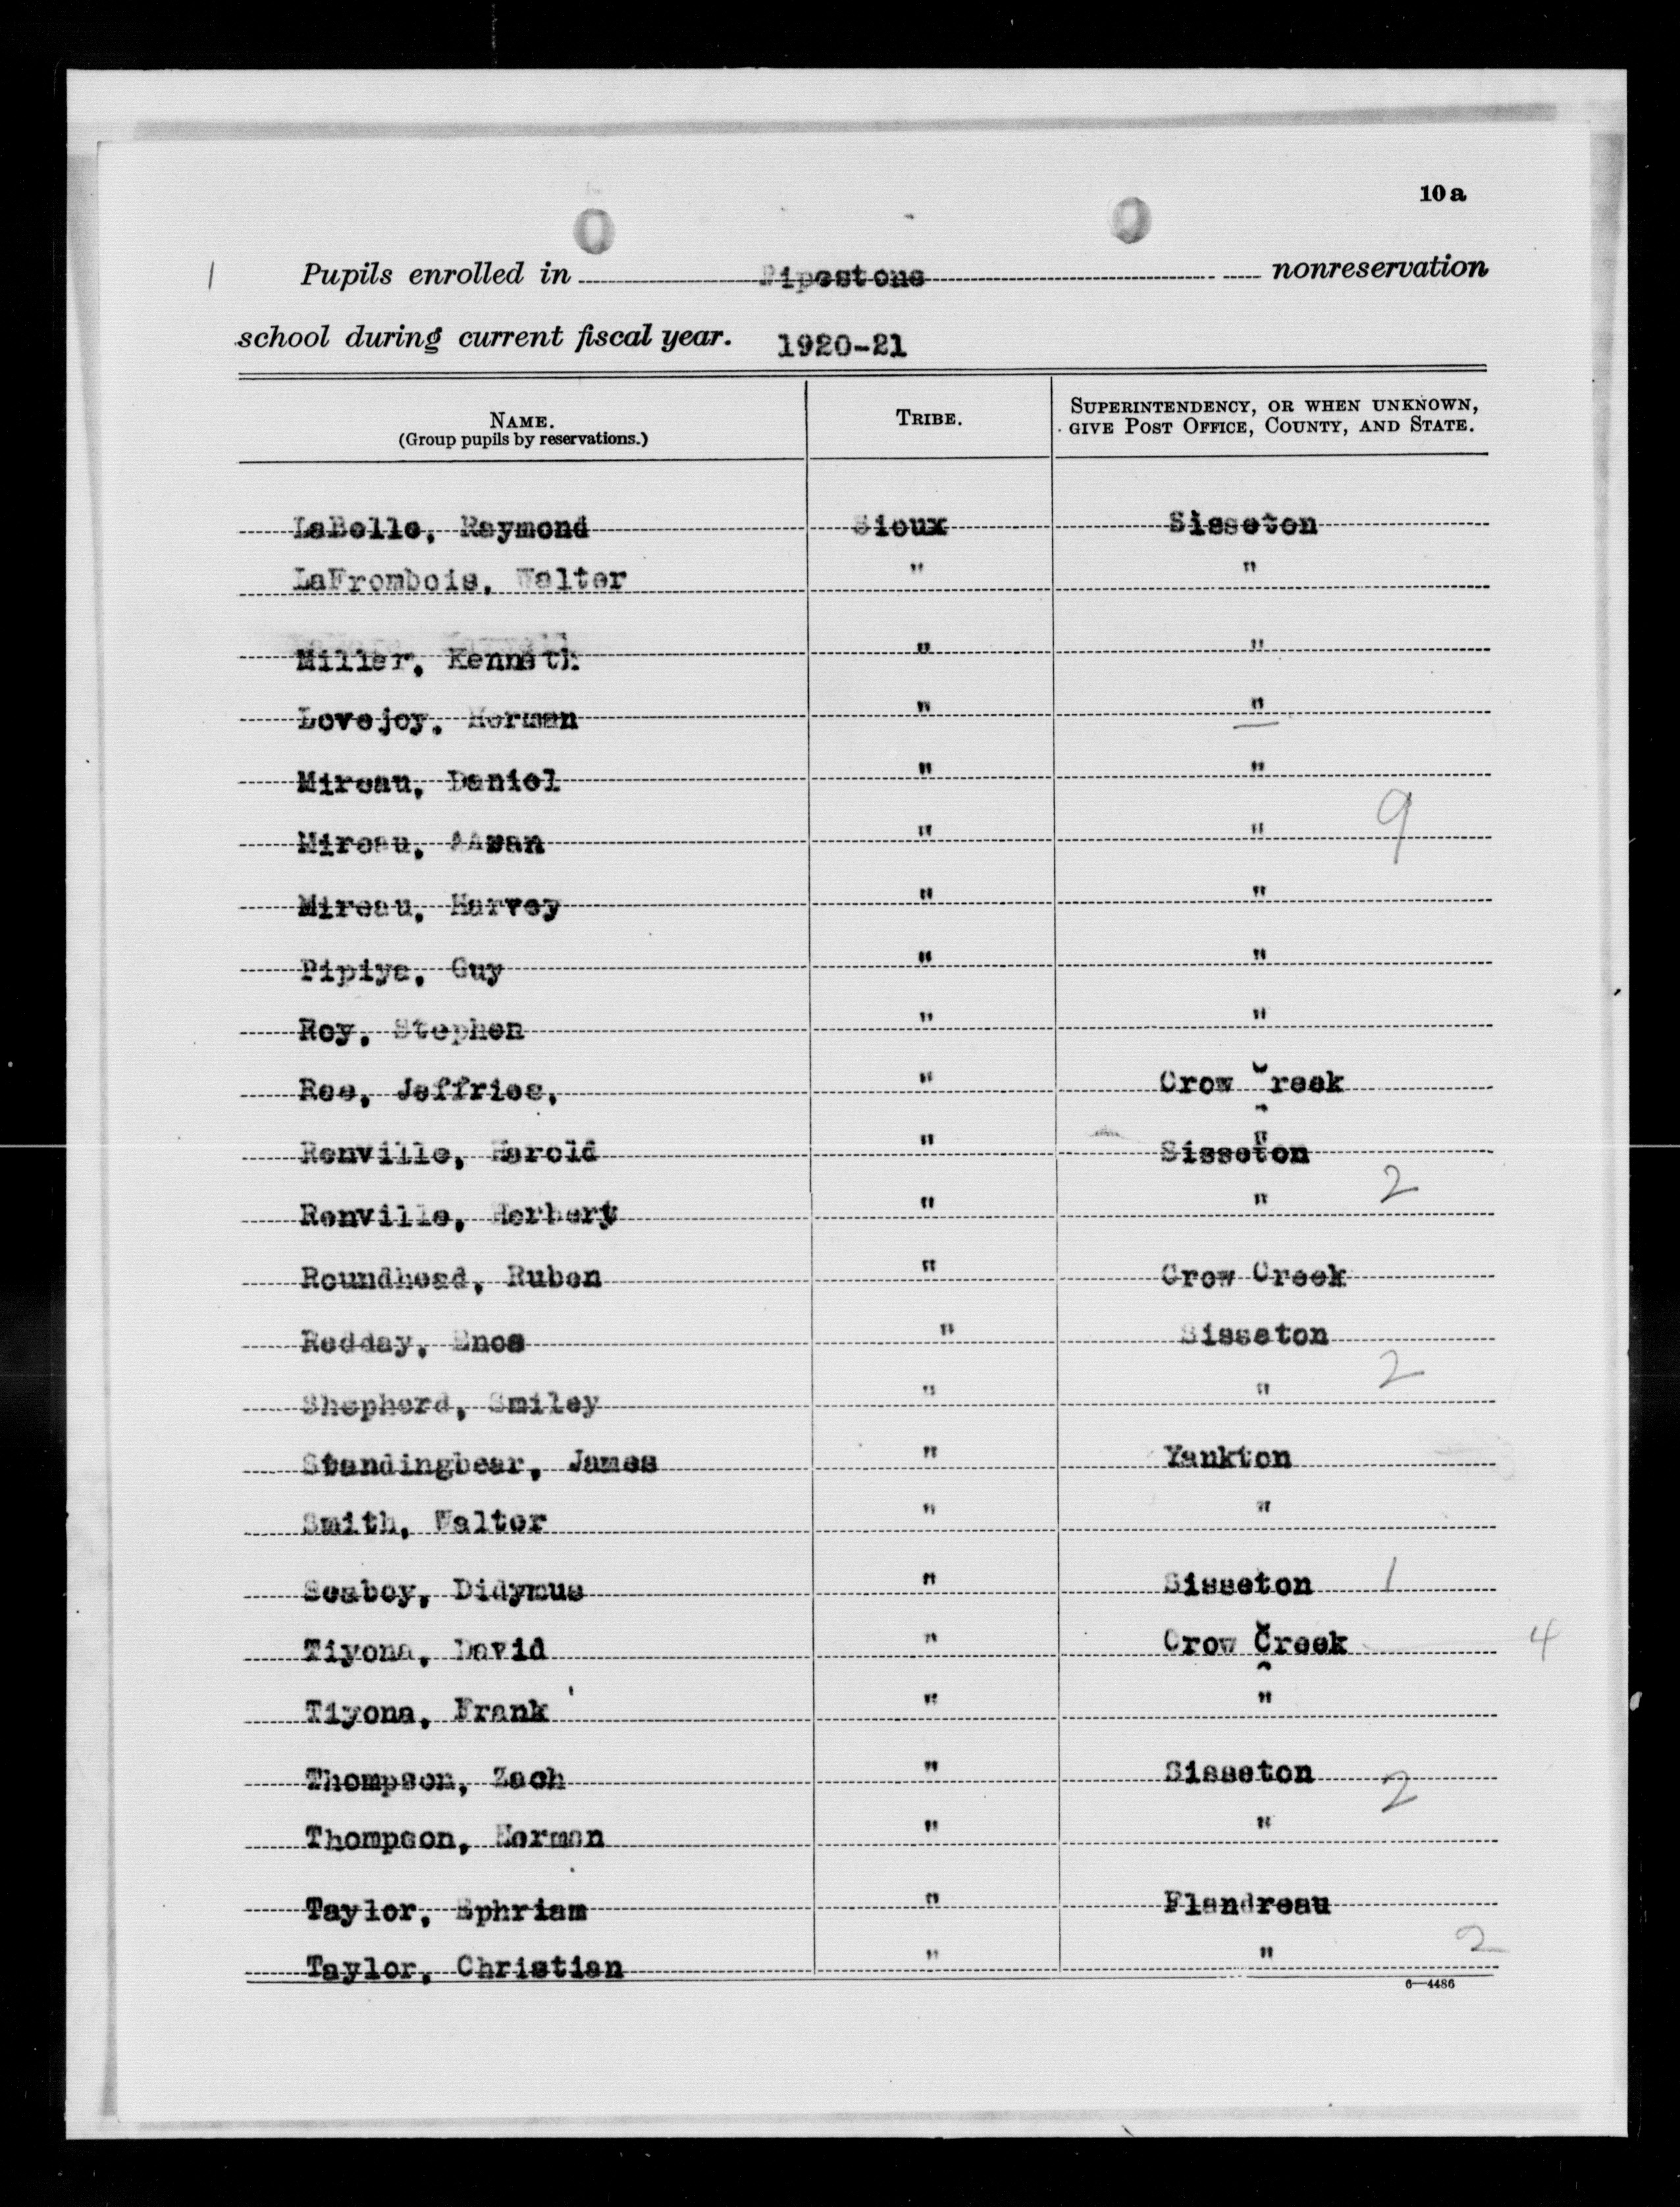 10a
1 Pupils enrolled in Pipestone nonreservation
school during current fiscal year. 1920-21
NAME. TRIBE. SUPERINTENDENCY, OR WHEN UNKNOWN,
(Group pupils by reservations.) GIVE POST OFFICE, COUNTY, AND STATE.
LaBelle, Raymond Sioux Sisseton
LaFrombois, Walter " "
Miller, Kenneth " "
Lovejoy, Herman " "
Mireau, Daniel " "
Mireau, " " 9
Mireau, Harvey " "
Pipiya, Guy " "
Roy, Stephen " "
Ree, Jeffries, " Crow Creek
Renville, Harold " Sisseton "
Renville, Herbert " " 2
Roundhead, Ruben " Crow Creek
Redday, Enos " Sisseton
Shepherd, Smiley " " 2
Standingbear, James " Yankton
Smith, Walter " "
Seaboy, Didymus " Sisseton 1
Tiyona, David " Crow Creek 4
Tiyona, Frank " "
Thompson, Zach " Sisseton 2
Thompson, Herman " "
Taylor, Ephriam " Flandreau
Taylor, Christian " " 2
6—4486